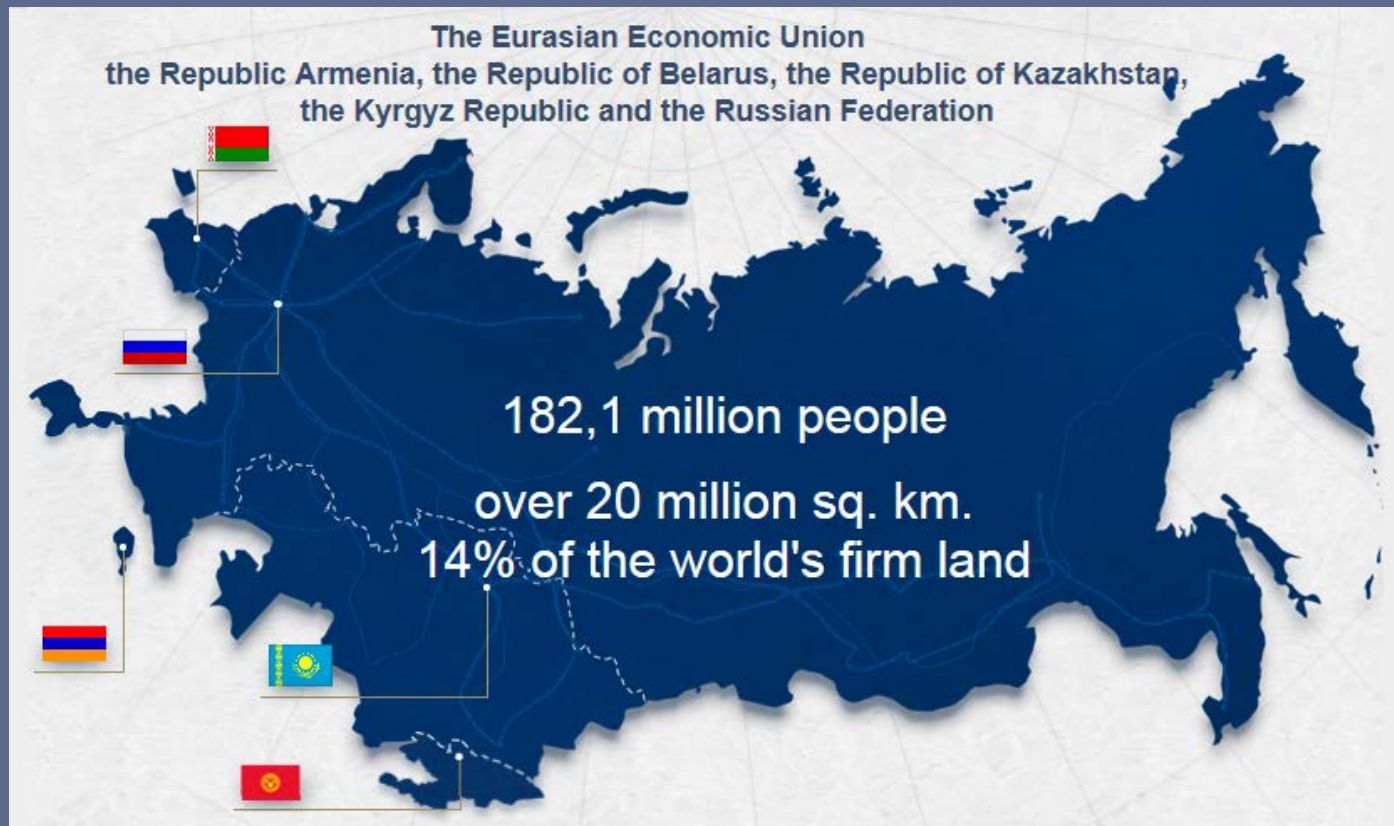 The Eurasian Economic Union
the Republic Armenia, the Republic of Belarus, the Republic of Kazakhstan,
the Kyrgyz Republic and the Russian Federation
182,1 million people
over 20 million sq. km.
14% of the world's firm land